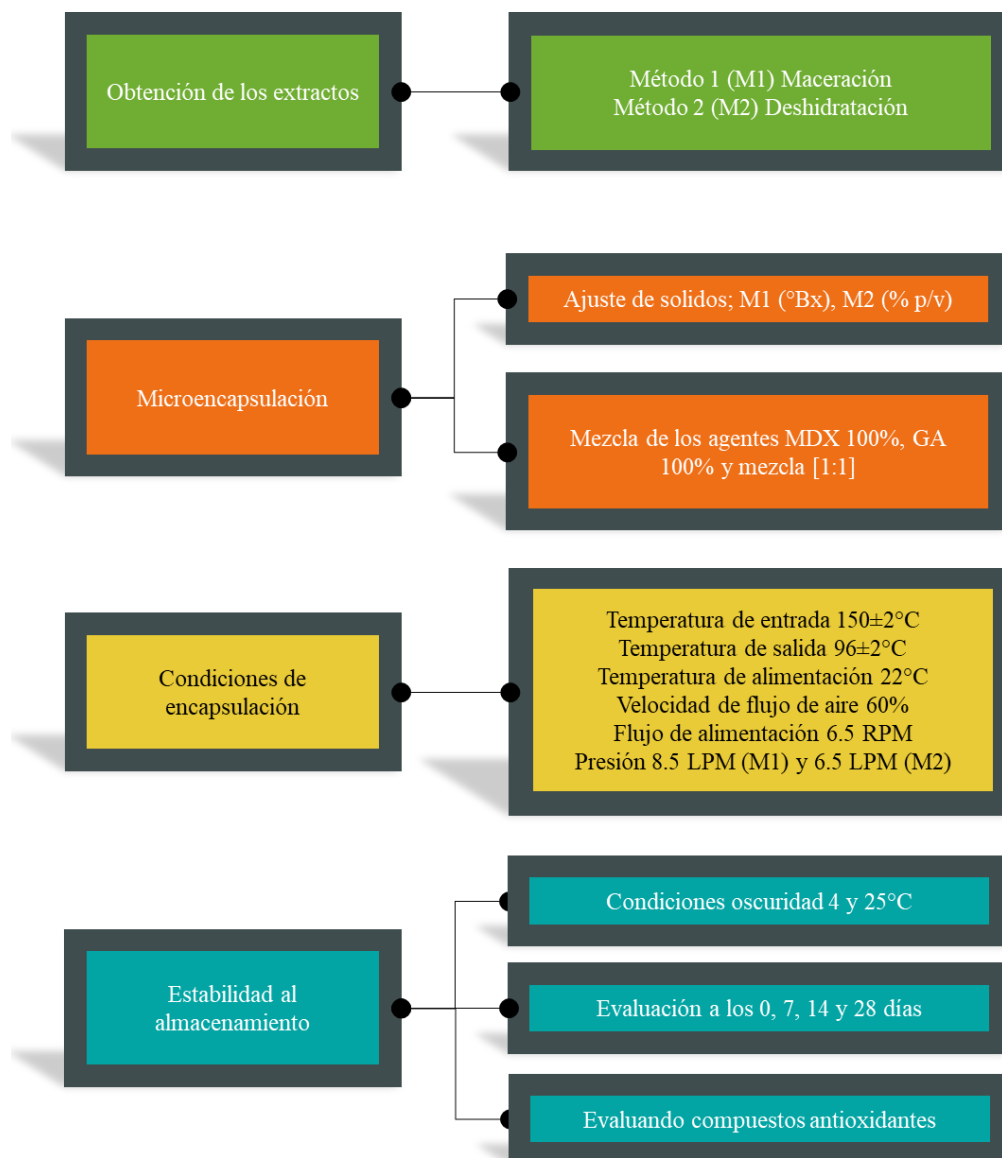 Obtención de los extractos
Método 1 (M1) Maceración
Método 2 (M2) Deshidratación
Microencapsulación
Ajuste de solidos; M1 (°Bx), M2 (% p/v)
Mezcla de los agentes MDX 100%, GA
100% y mezcla [1:1]
Condiciones de
encapsulación
Temperatura de entrada 150±2°C
Temperatura de salida 96±2°C
Temperatura de alimentación 22°C
Velocidad de flujo de aire 60%
Flujo de alimentación 6.5 RPM
Presión 8.5 LPM (M1) y 6.5 LPM (M2)
Estabilidad al
almacenamiento
Condiciones oscuridad 4 y 25°C
Evaluación a los 0, 7, 14 y 28 días
Evaluando compuestos antioxidantes